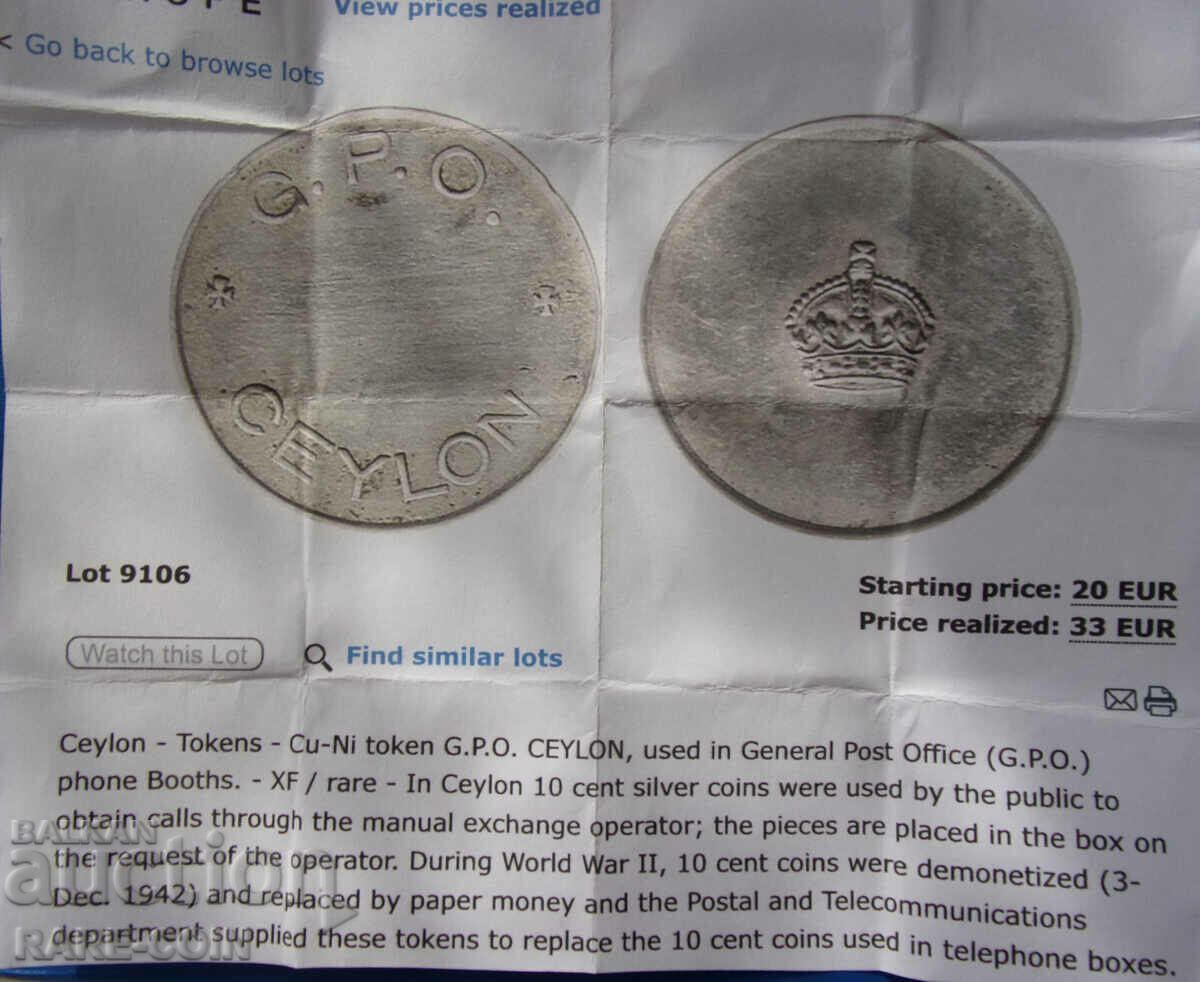 View prices realized
< Go back to browse lots
G.P.O.
CEYLON
Lot 9106
Starting price: 20 EUR
Price realized: 33 EUR
Watch this Lot
Find similar lots
Ceylon - Tokens - Cu-Ni token G.P.O. CEYLON, used in General Post Office (G.P.O.)
phone Booths. - XF / rare - In Ceylon 10 cent silver coins were used by the public to
obtain calls through the manual exchange operator; the pieces are placed in the box on
the request of the operator. During World War II, 10 cent coins were demonetized (3-
Dec. 1942) and replaced by paper money and the Postal and Telecommunications
department supplied these tokens to replace the 10 cent coins used in telephone boxes.
BALKAN
auction
RARE-COIN